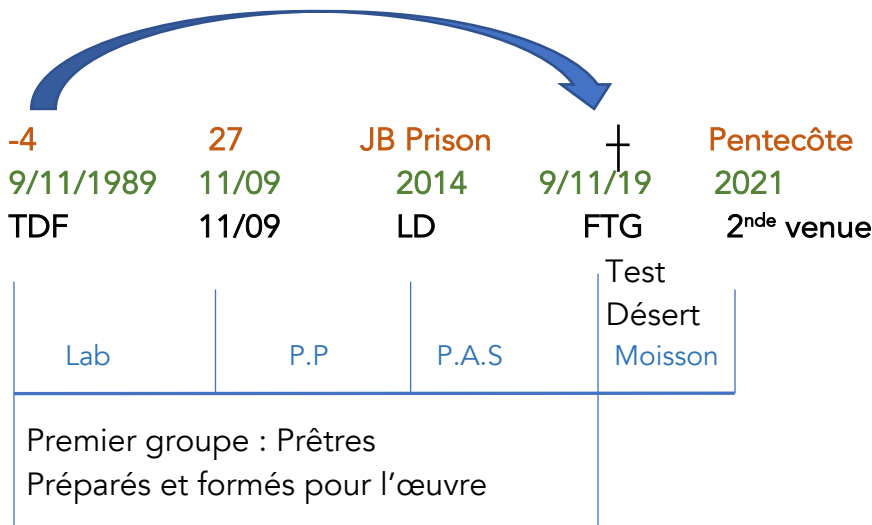 -4 27 JB Prison † Pentecôte
9/11/1989 11/09 2014 9/11/19 2021
TDF 11/09 LD FTG 2nde venue
Test
Désert
Lab P.P P.A.S Moisson
Premier groupe : Prêtres
Préparés et formés pour l’œuvre